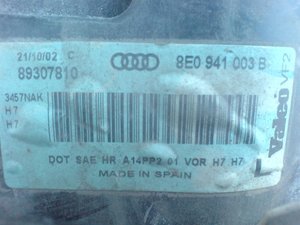 21/10/02 C
8E0 941 003 B
89307810
3457NAK
H7
H7
DOT SAE HR A14PP2 01 VOR H7 H7
MADE IN SPAIN
L
Valeo VF2